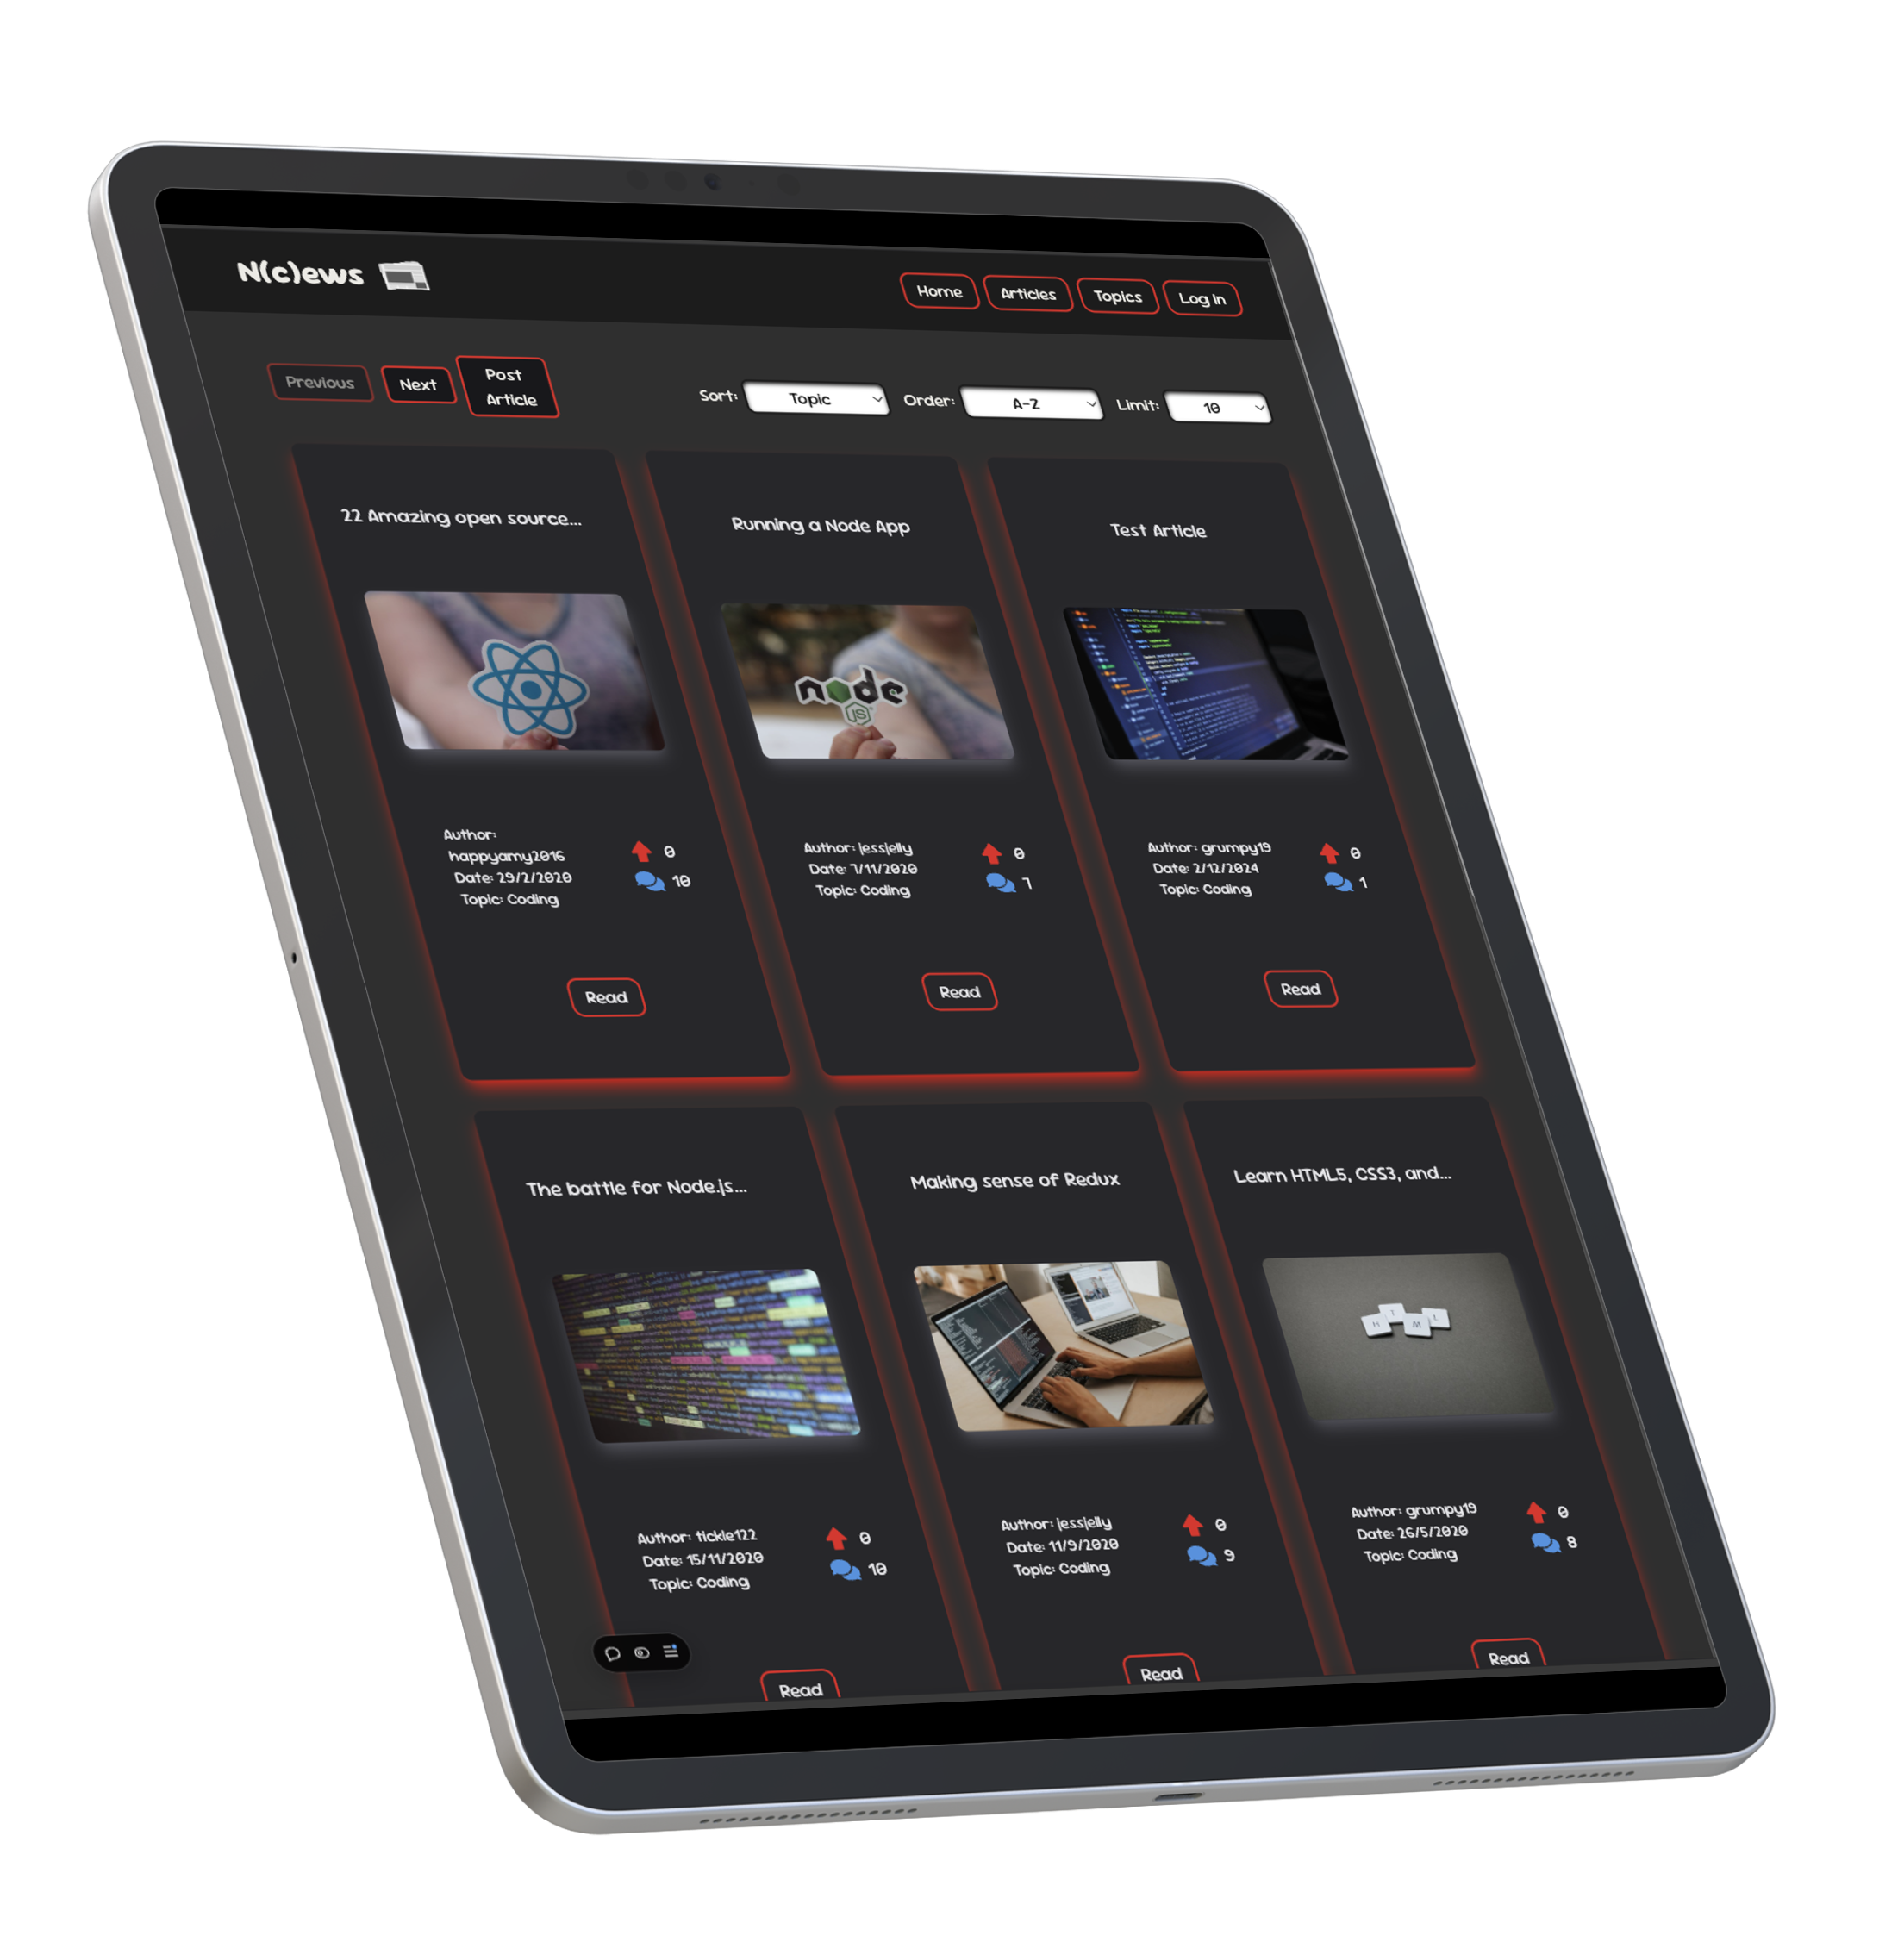 N(c)ews
Home Articles Topics Log In
Previous Next Post
Article
Sort: Topic Order: A-Z Limit: 10
22 Amazing open source...
Running a Node App
Test Article
node
JS
Author:
happyamy2016
Date: 29/2/2020
Topic: Coding
0
10
Author: jessjelly
Date: 7/11/2020
Topic: Coding
0
7
Author: grumpy19
Date: 2/12/2024
Topic: Coding
0
1
Read
Read
Read
The battle for Node.js...
Making sense of Redux
Learn HTML5, CSS3, and...
H T M L
Author: tickle122
Date: 15/11/2020
Topic: Coding
0
10
Author: jessjelly
Date: 11/9/2020
Topic: Coding
0
9
Author: grumpy19
Date: 26/5/2020
Topic: Coding
0
8
Read
Read
Read